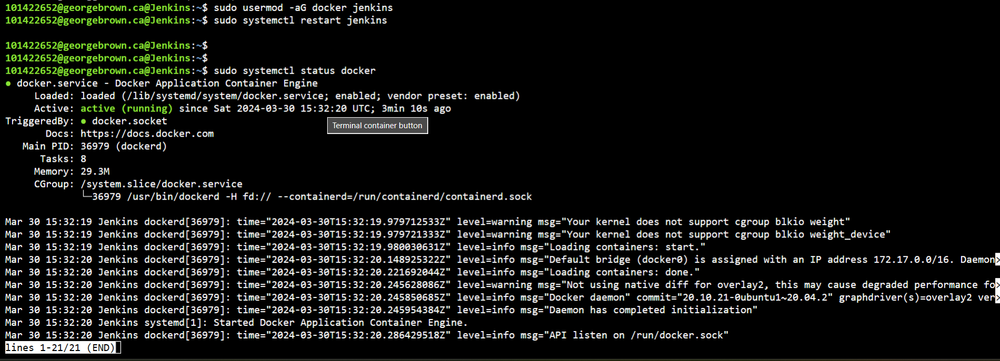 101422652@georgebrown.ca@Jenkins:~$ sudo usermod -aG docker jenkins
101422652@georgebrown.ca@Jenkins:~$ sudo systemctl restart jenkins
101422652@georgebrown.ca@Jenkins:~$
101422652@georgebrown.ca@Jenkins:~$
101422652@georgebrown.ca@Jenkins:~$ sudo systemctl status docker
● docker.service - Docker Application Container Engine
Loaded: loaded (/lib/systemd/system/docker.service; enabled; vendor preset: enabled)
Active: active (running) since Sat 2024-03-30 15:32:20 UTC; 3min 10s ago
TriggeredBy: ● docker.socket
Terminal container button
Docs: https://docs.docker.com
Main PID: 36979 (dockerd)
Tasks: 8
Memory: 29.3M
CGroup: /system.slice/docker.service
└─36979 /usr/bin/dockerd -H fd:// --containerd=/run/containerd/containerd.sock
Mar 30 15:32:19 Jenkins dockerd[36979]: time="2024-03-30T15:32:19.979712533Z" level=warning msg="Your kernel does not support cgroup blkio weight"
Mar 30 15:32:19 Jenkins dockerd[36979]: time="2024-03-30T15:32:19.979721333Z" level=warning msg="Your kernel does not support cgroup blkio weight_device"
Mar 30 15:32:19 Jenkins dockerd[36979]: time="2024-03-30T15:32:19.980030631Z" level=info msg="Loading containers: start."
Mar 30 15:32:20 Jenkins dockerd[36979]: time="2024-03-30T15:32:20.148925322Z" level=info msg="Default bridge (docker0) is assigned with an IP address 172.17.0.0/16. Daemon>
Mar 30 15:32:20 Jenkins dockerd[36979]: time="2024-03-30T15:32:20.221692044Z" level=info msg="Loading containers: done."
Mar 30 15:32:20 Jenkins dockerd[36979]: time="2024-03-30T15:32:20.245628086Z" level=warning msg="Not using native diff for overlay2, this may cause degraded performance fo>
Mar 30 15:32:20 Jenkins dockerd[36979]: time="2024-03-30T15:32:20.245850685Z" level=info msg="Docker daemon" commit="20.10.21-0ubuntu1~20.04.2" graphdriver(s)=overlay2 ver>
Mar 30 15:32:20 Jenkins dockerd[36979]: time="2024-03-30T15:32:20.245954384Z" level=info msg="Daemon has completed initialization"
Mar 30 15:32:20 Jenkins systemd[1]: Started Docker Application Container Engine.
Mar 30 15:32:20 Jenkins dockerd[36979]: time="2024-03-30T15:32:20.286429518Z" level=info msg="API listen on /run/docker.sock"
lines 1-21/21 (END)